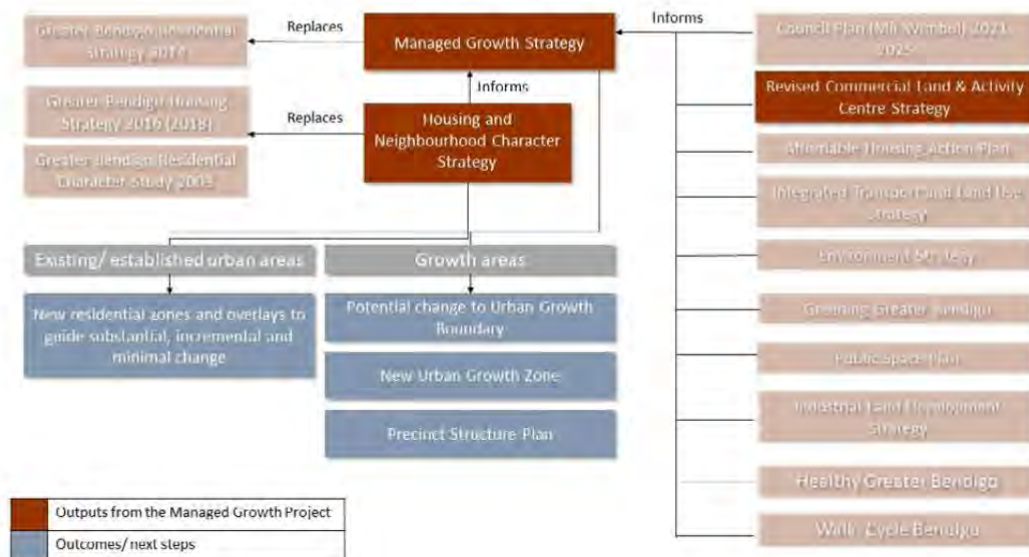 Greater Bendigo Residential
Strategy 2014
Replaces
Managed Growth Strategy
Informs
Council Plan (Mir Wimbul) 2021-
2025
Revised Commercial Land & Activity
Centre Strategy
Greater Bendigo Housing
Strategy 2016 (2018)
Replaces
Informs
Housing and
Neighbourhood Character
Strategy
Greater Bendigo Residential
Character Study 2003
Affordable Housing Action Plan
Integrated Transport and Land Use
Strategy
Environment Strategy
Greening Greater Bendigo
Public Space Plan
Industrial Land Development
Strategy
Healthy Greater Bendigo
Walk, Cycle Bendigo
Existing/ established urban areas
Growth areas
New residential zones and overlays to
guide substantial, incremental and
minimal change
Potential change to Urban Growth
Boundary
New Urban Growth Zone
Precinct Structure Plan
Outputs from the Managed Growth Project
Outcomes/ next steps